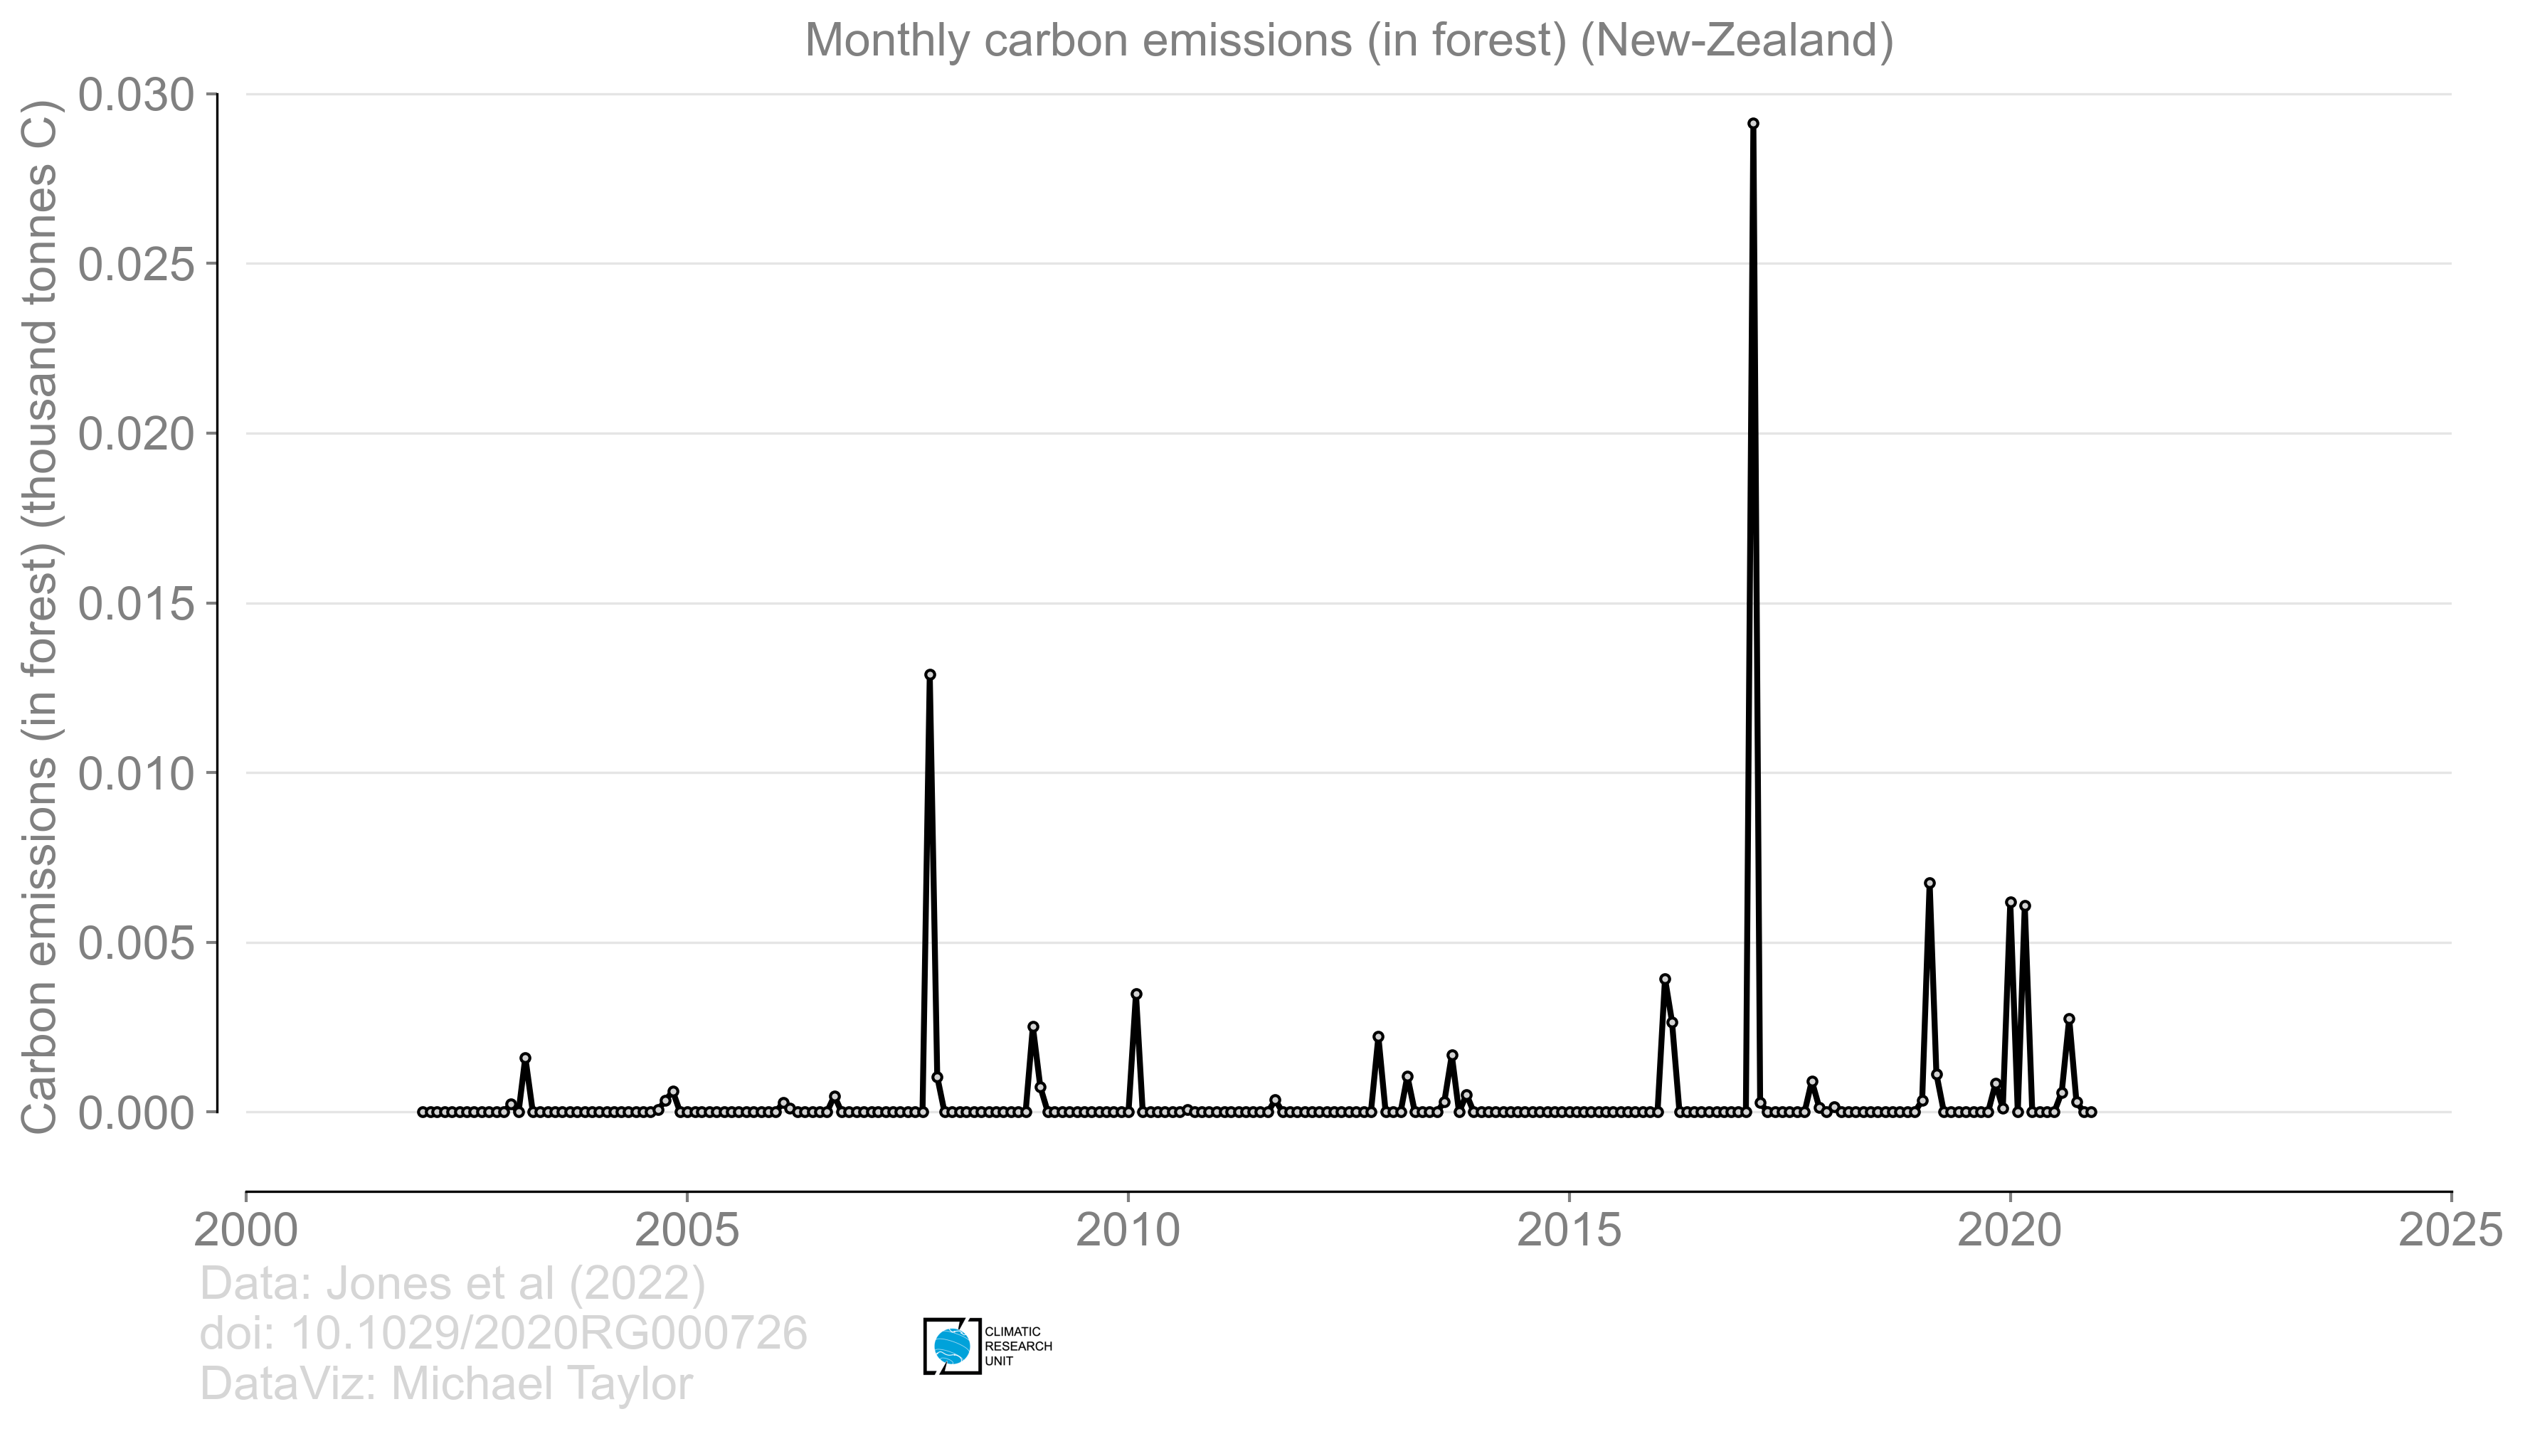 Monthly carbon emissions (in forest) (New-Zealand)
Carbon emissions (in forest) (thousand tonnes C)
0.030
0.025
0.020
0.015
0.010
0.005
0.000
2000 2005 2010 2015 2020 2025
Data: Jones et al (2022)
doi: 10.1029/2020RG000726
DataViz: Michael Taylor
CLIMATIC
RESEARCH
UNIT